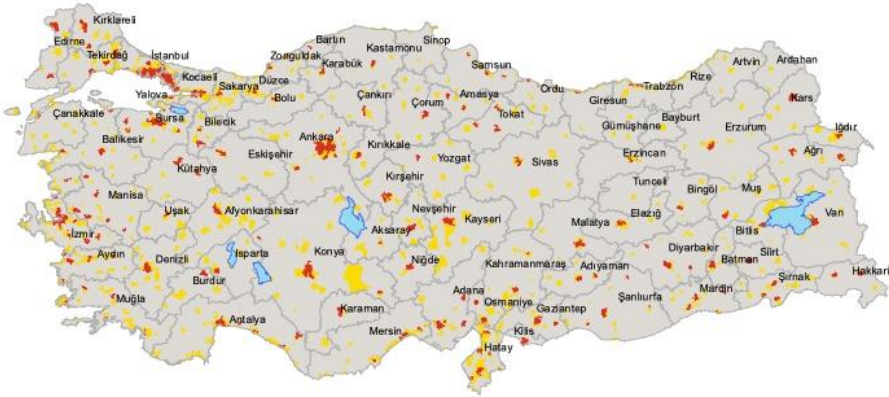 Kırklareli
Edirne
Tekirdağ
İstanbul
Kocaeli
Yalova
Sakarya
Düzce
Zonguldak
Bartın
Karabük
Kastamonu
Sinop
Samsun
Ordu
Giresun
Trabzon
Rize
Artvin
Ardahan
Kars
Çanakkale
Bursa
Bilecik
Bolu
Çankırı
Çorum
Amasya
Tokat
Gümüşhane
Bayburt
Erzurum
Iğdır
Ağrı
Balıkesir
Kütahya
Eskişehir
Ankara
Kırıkkale
Yozgat
Sivas
Erzincan
Kırşehir
Tunceli
Bingöl
Muş
Manisa
Uşak
Afyonkarahisar
Nevşehir
Kayseri
Malatya
Elazığ
Bitlis
Van
İzmir
Aksaray
Aydın
Denizli
Isparta
Konya
Niğde
Kahramanmaraş
Adıyaman
Diyarbakır
Batman
Siirt
Şırnak
Hakkari
Burdur
Muğla
Antalya
Karaman
Mersin
Adana
Osmaniye
Gaziantep
Şanlıurfa
Mardin
Kilis
Hatay